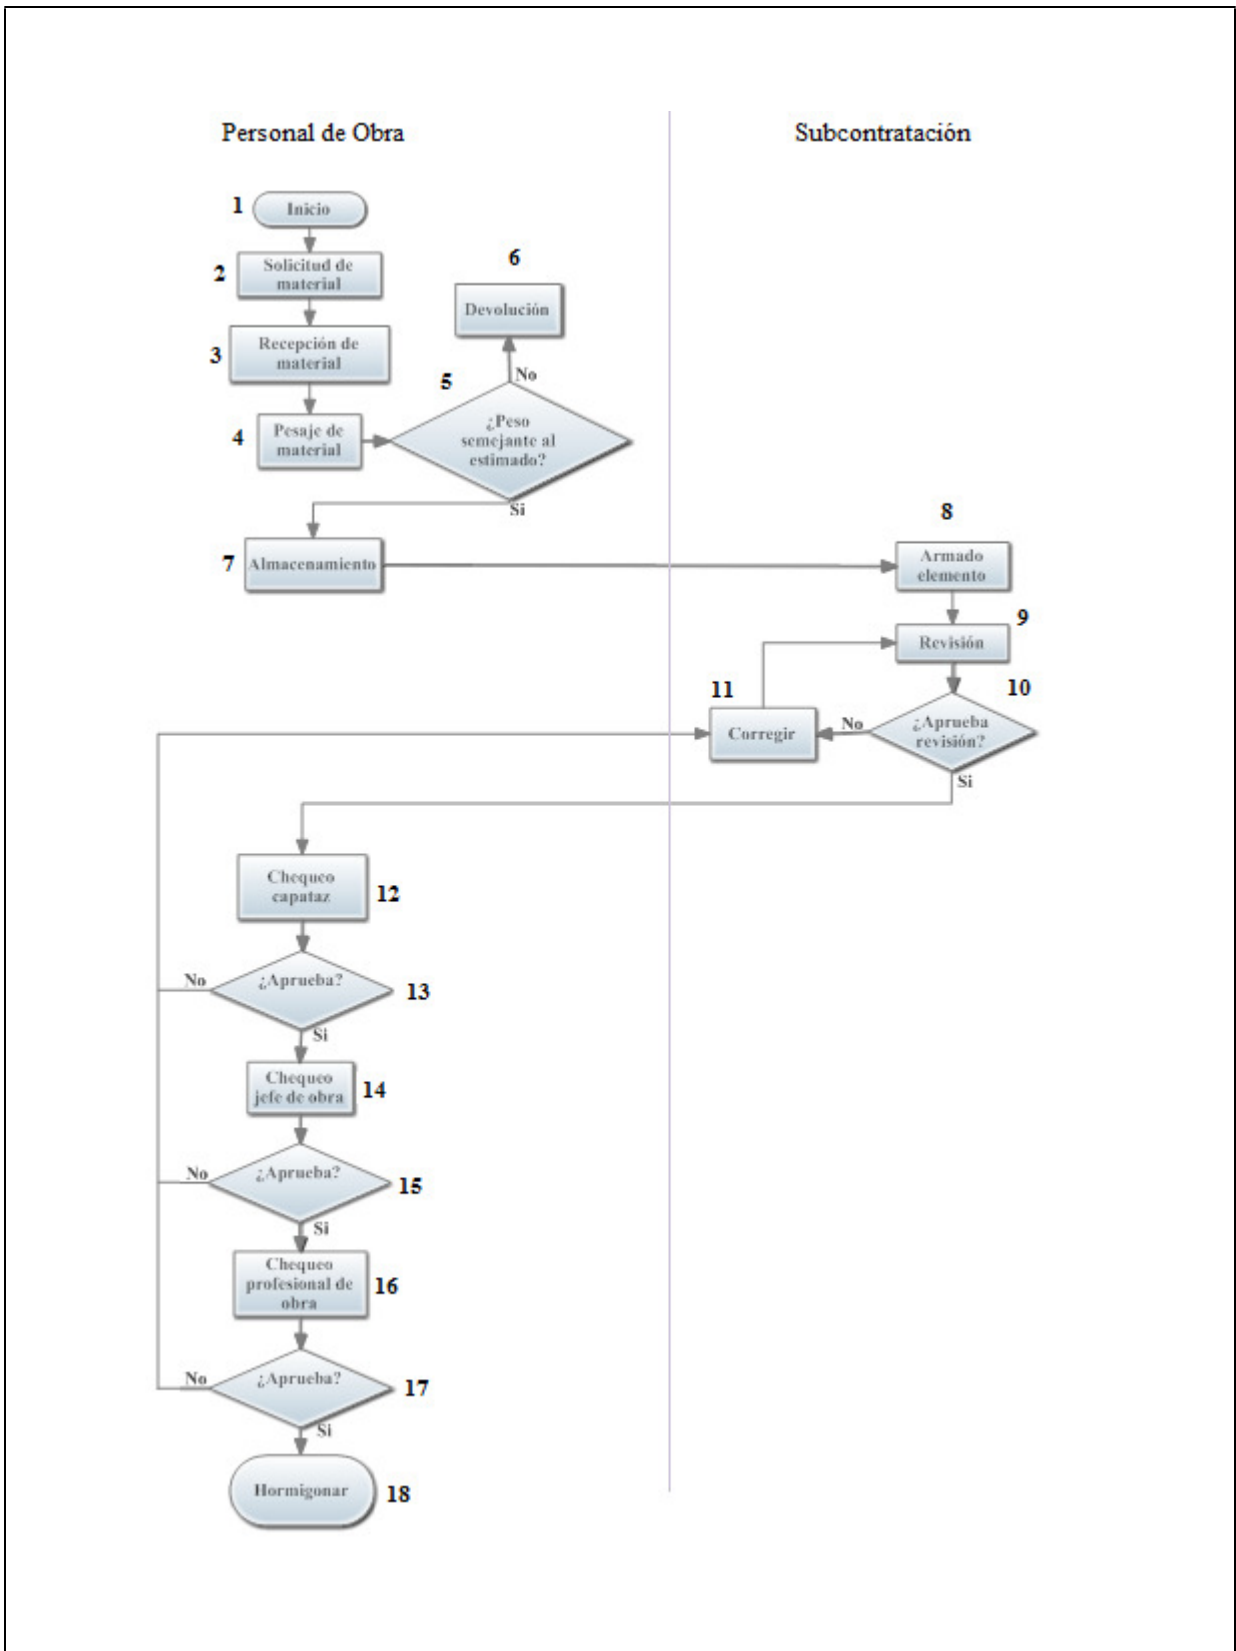 Personal de Obra
Subcontratación
1
Inicio
2
Solicitud de
material
3
Recepción de
material
4
Pesaje de
material
5
¿Peso
semejante al
estimado?
No
6
Devolución
Si
7
Almacenamiento
8
Armado
elemento
9
Revisión
10
¿Aprueba
revisión?
No
11
Corregir
Si
Chequeo
capataz
12
¿Aprueba?
13
No
Si
Chequeo
jefe de obra
14
¿Aprueba?
15
No
Si
Chequeo
profesional de
obra
16
¿Aprueba?
17
No
Si
Hormigonar
18